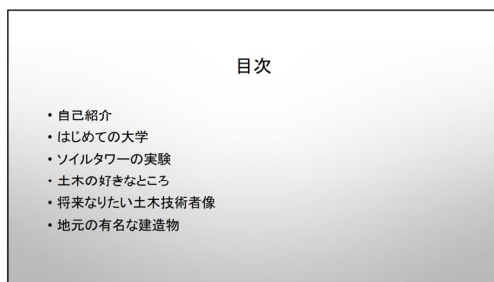 目次
・自己紹介
・はじめての大学
・ソイルタワーの実験
・土木の好きなところ
・将来なりたい土木技術者像
・地元の有名な建造物